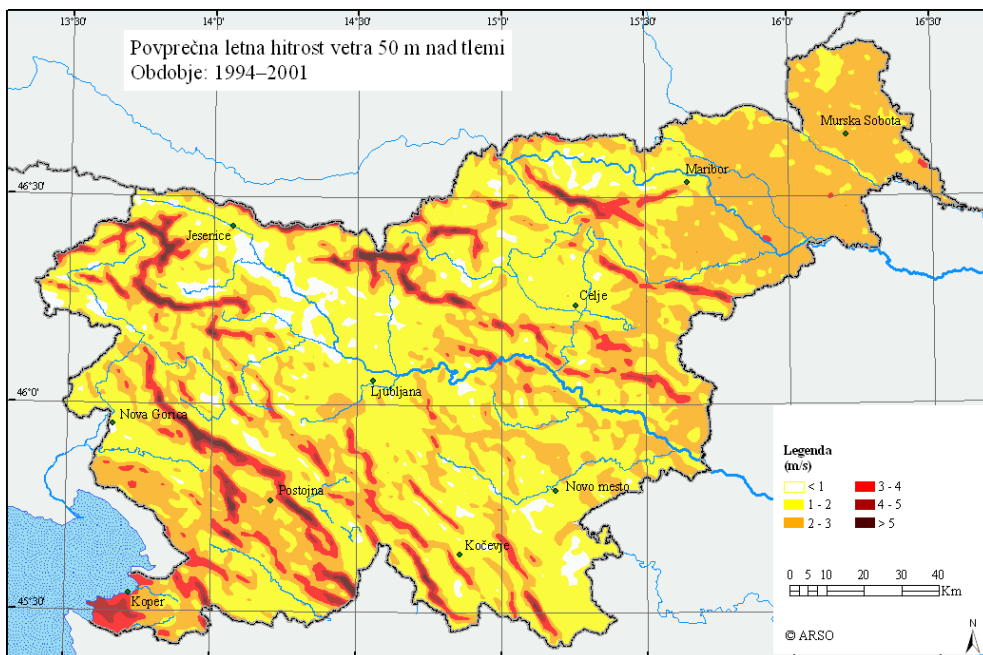 13°30'
14°0'
14°30'
15°0'
15°30'
16°0'
16°30'
Povprečna letna hitrost vetra 50 m nad tlemi
Obdobje: 1994–2001
Murska Sobota
Maribor
46°30'
Jesenice
Celje
46°0'
Ljubljana
Nova Gorica
Legenda
(m/s)
< 1
3 - 4
1 - 2
4 - 5
2 - 3
> 5
Postojna
Novo mesto
Kočevje
0 5 10 20 30 40
Km
45°30'
Koper
N
© ARSO